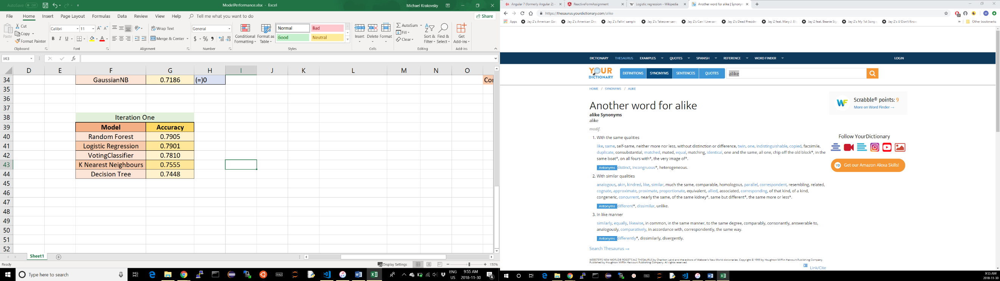 AutoSave Off
ModelPerformance.xlsx - Excel
Michael Krakovsky
File Home Insert Page Layout Formulas Data Review View Help Tell me what you want to do
Share
Paste
Cut
Copy
Format Painter
Clipboard
Calibri 11
B I U
Font
Wrap Text
Merge & Center
Alignment
General
$ % ,
Number
Conditional Formatting
Format as Table
Normal Bad
Good Neutral
Styles
Insert Delete Format
Cells
AutoSum
Fill
Clear
Sort & Filter
Find & Select
Editing
Get Add-ins
Add-ins
I43
fx
D E F G H I J K L M N O
34 GaussianNB 0.7186 (=)0
35
36
37
38 Iteration One
39 Model Accuracy
40 Random Forest 0.7905
41 Logistic Regression 0.7901
42 VotingClassifier 0.7810
43 K Nearest Neighbours 0.7555
44 Decision Tree 0.7448
45
46
47
48
49
50
51
52
Sheet1
Ready
Display Settings
150%
Type here to search
ENG
US
9:55 AM
2018-11-30
4
Angular 7 (formerly Angular 2) -
ReactiveFormAssignment
Logistic regression - Wikipedia
Another word for alike | Synonym
https://thesaurus.yourdictionary.com/alike
Apps
Jay Z's American Gan
Jay Z's American Drea
Jay Z's Fallin' sample
Jay Z's Takeover sam
Jay Z's Can I Live sam
Jay Z's Dead Presider
Jay Z feat. Mary J. Bl
Jay Z feat. Beanie Sig
Jay Z's My 1st Song s
Jay Z's U Don't Know
Other bookmarks
DICTIONARY THESAURUS EXAMPLES QUOTES SPANISH REFERENCE WORD FINDER LOGIN
YOUR DICTIONARY
DEFINITIONS SYNONYMS SENTENCES QUOTES
alike
HOME / SYNONYMS / ALIKE
Another word for alike
alike Synonyms
alike
modif.
1. With the same qualities
like, same, self-same, neither more nor less, without distinction or difference, twin, one, indistinguishable, copied, facsimile,
duplicate, consubstantial, matched, mated, equal, matching, identical, one and the same, all one, chip off the old block*, in the
same boat*, on all fours with*, the very image of*.
Antonyms distinct, incongruous*, heterogeneous.
2. With similar qualities
analogous, akin, kindred, like, similar, much the same, comparable, homologous, parallel, correspondent, resembling, related,
cognate, approximate, proximate, proportionate, equivalent, allied, associated, corresponding, of that kind, of a kind,
congeneric, concurrent, nearly the same, of the same kidney*, same but different*, the same more or less*.
Antonyms different*, dissimilar, unlike.
3. In like manner
similarly, equally, likewise, in common, in the same manner, to the same degree, comparably, consonantly, answerable to,
analogously, comparatively, in accordance with, correspondently, the same way.
Antonyms differently*, dissimilarly, divergently.
Search Thesaurus →
WEBSTER'S NEW WORLD® ROGET'S A-Z THESAURUS by Charlton Laird and the editors of Webster's New World dictionaries. Copyright © 1999 by Houghton Mifflin Harcourt Publishing Company.
Published by Houghton Mifflin Harcourt Publishing Company. All rights reserved.
Link/Cite
WF
Scrabble® points: 9
More on Word Finder →
Follow YourDictionary
YD Get our Amazon Alexa Skills!
9:55 AM
2018-11-30